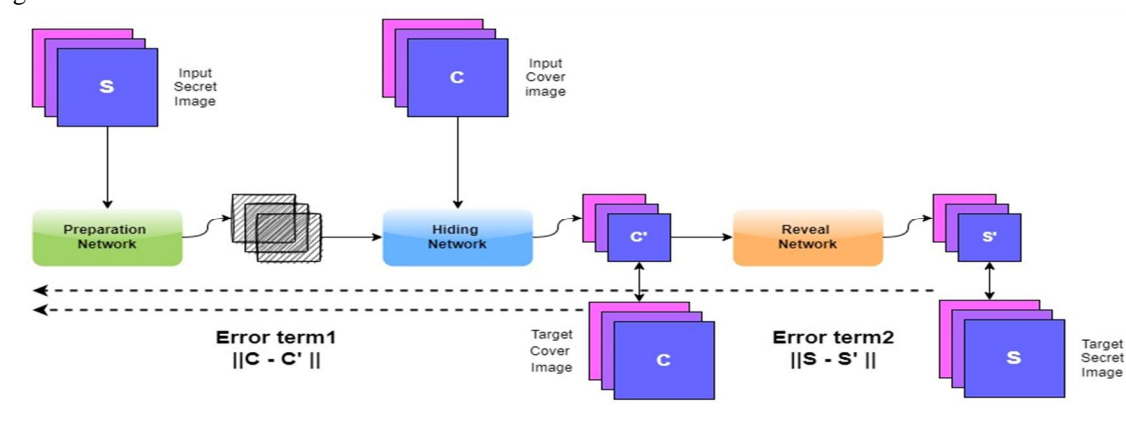 S
Input
Secret
Image
C
Input
Cover
image
Preparation
Network
Hiding
Network
C'
Reveal
Network
S'
Error term1
||C - C' ||
Target
Cover
Image
C
Error term2
||S - S' ||
S
Target
Secret
Image